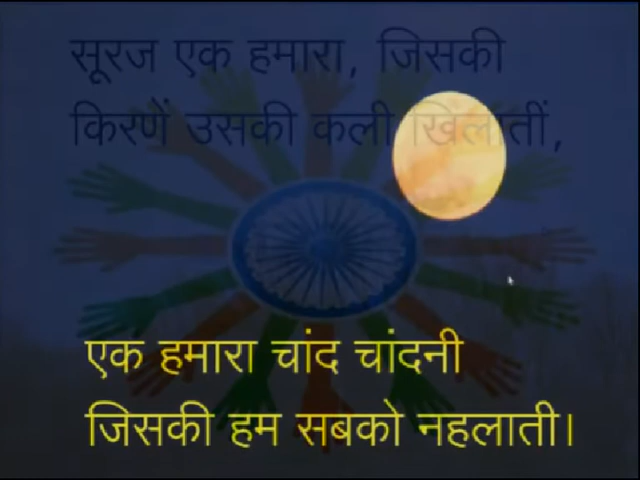 सूरज एक हमारा, जिसकी
किरणें उसकी कली खिलातीं,
एक हमारा चांद चांदनी
जिसकी हम सबको नहलाती।